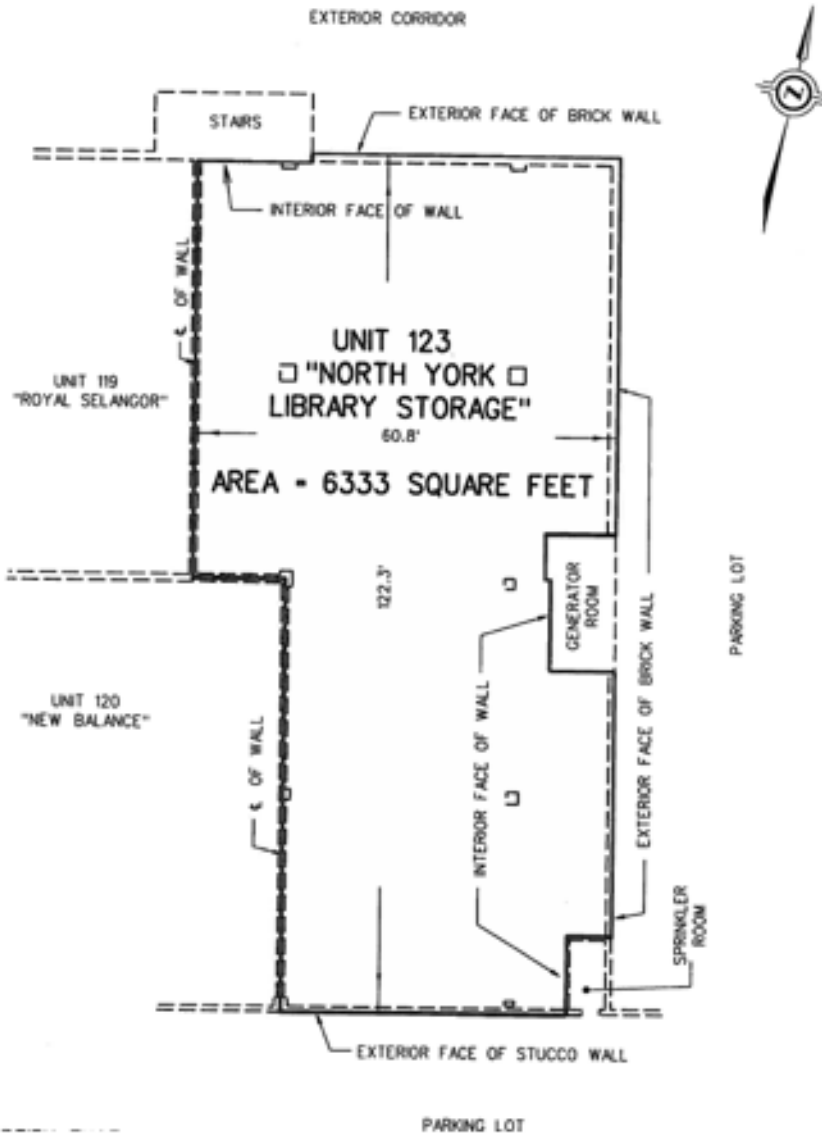 EXTERIOR CORRIDOR
STAIRS
EXTERIOR FACE OF BRICK WALL
INTERIOR FACE OF WALL
℄ OF WALL
UNIT 119
"ROYAL SELANGOR"
UNIT 123
"NORTH YORK
LIBRARY STORAGE"
60.8'
AREA = 6333 SQUARE FEET
122.3'
GENERATOR
ROOM
PARKING LOT
EXTERIOR FACE OF BRICK WALL
INTERIOR FACE OF WALL
UNIT 120
"NEW BALANCE"
℄ OF WALL
SPRINKLER
ROOM
EXTERIOR FACE OF STUCCO WALL
PARKING LOT
Z